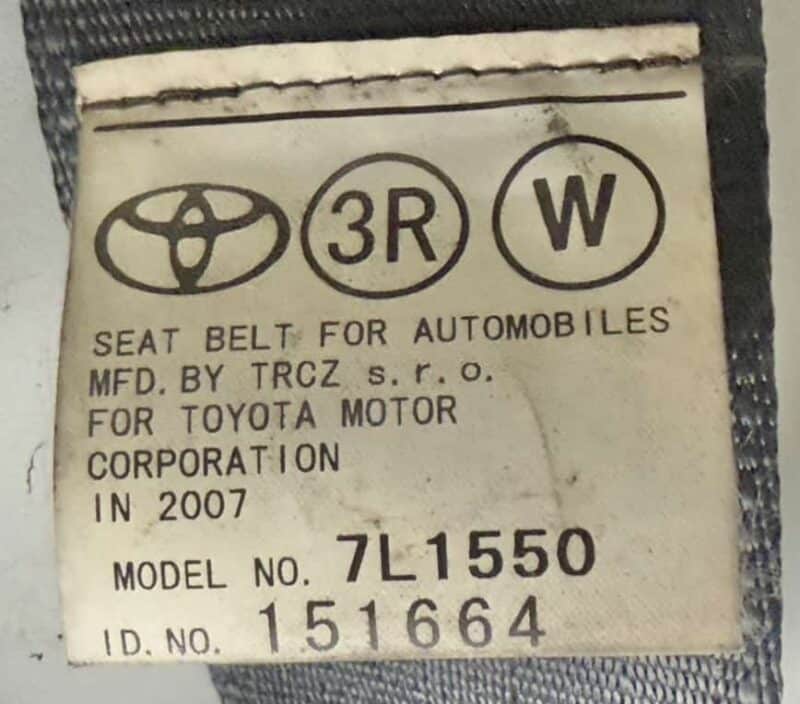 3R W
SEAT BELT FOR AUTOMOBILES
MFD. BY TRCZ s. r. o.
FOR TOYOTA MOTOR
CORPORATION
IN 2007
MODEL NO. 7L1550
ID. NO. 151664